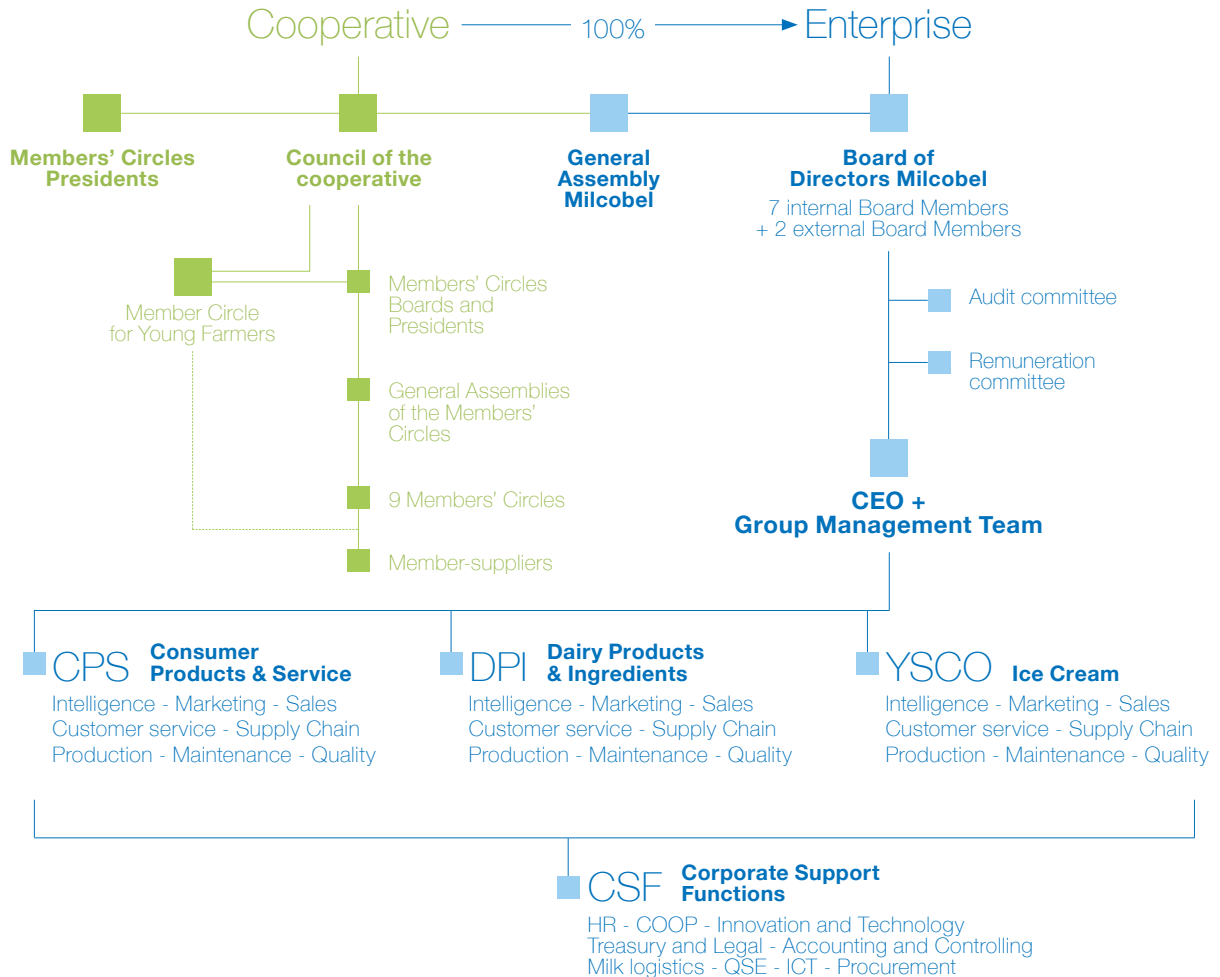 Cooperative 100% Enterprise
Members' Circles
Presidents
Council of the
cooperative
General
Assembly
Milcobel
Board of
Directors Milcobel
7 internal Board Members
+ 2 external Board Members
Member Circle
for Young Farmers
Members' Circles
Boards and
Presidents
General Assemblies
of the Members'
Circles
9 Members' Circles
Member-suppliers
Audit committee
Remuneration
committee
CEO +
Group Management Team
CPS Consumer
Products & Service
Intelligence - Marketing - Sales
Customer service - Supply Chain
Production - Maintenance - Quality
DPI Dairy Products
& Ingredients
Intelligence - Marketing - Sales
Customer service - Supply Chain
Production - Maintenance - Quality
YSCO Ice Cream
Intelligence - Marketing - Sales
Customer service - Supply Chain
Production - Maintenance - Quality
CSF Corporate Support
Functions
HR - COOP - Innovation and Technology
Treasury and Legal - Accounting and Controlling
Milk logistics - QSE - ICT - Procurement